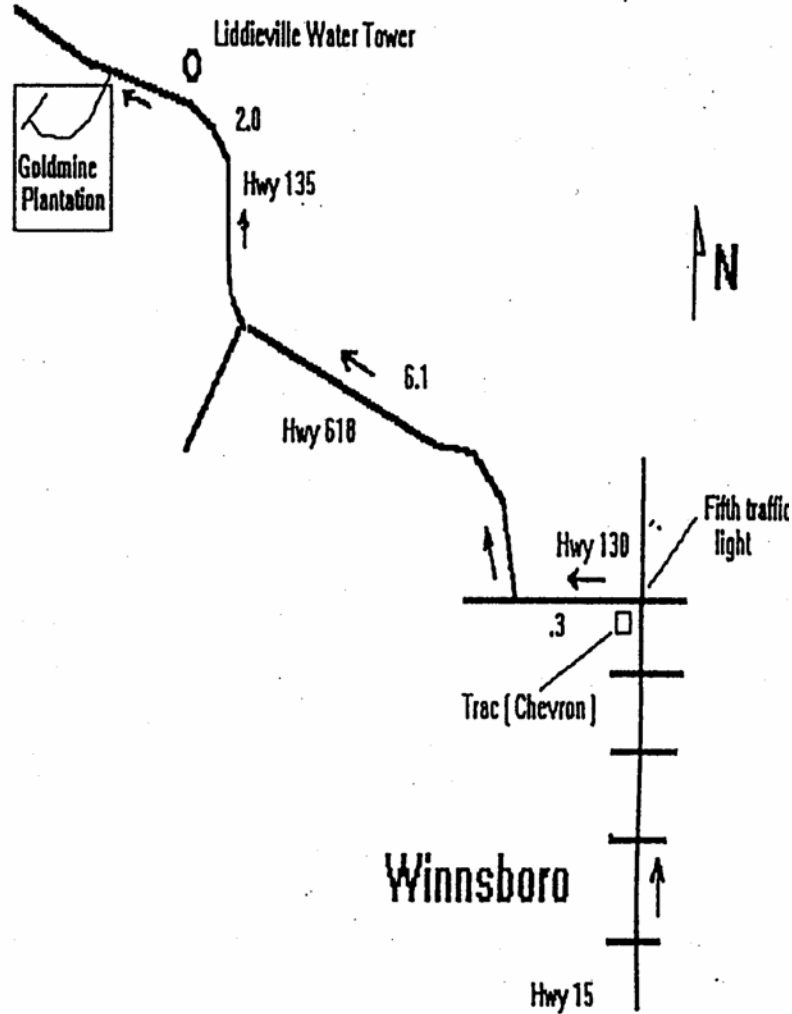 Liddieville Water Tower
2.0
Goldmine
Plantation
Hwy 135
N
6.1
Hwy 618
Fifth traffic
light
Hwy 130
.3
Trac ( Chevron )
Winnsboro
Hwy 15